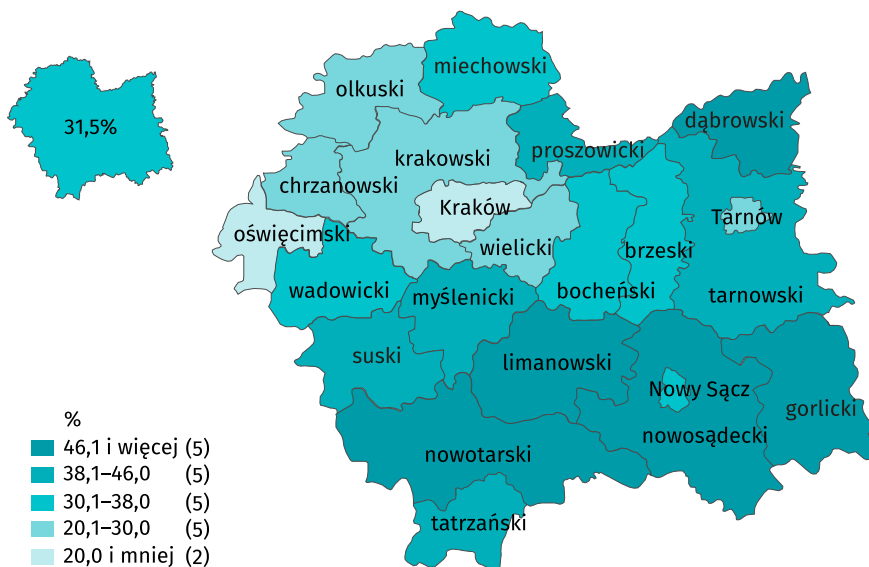 miechowski
olkuski
31,5%
dąbrowski
proszowicki
krakowski
chrzanowski
Kraków
Tarnów
oświęcimski
wielicki
brzeski
wadowicki
myślenicki
bocheński
tarnowski
suski
limanowski
Nowy Sącz
gorlicki
%
46,1 i więcej (5)
nowosądecki
nowotarski
38,1–46,0 (5)
30,1–38,0 (5)
20,1–30,0 (5)
tatrzański
20,0 i mniej (2)